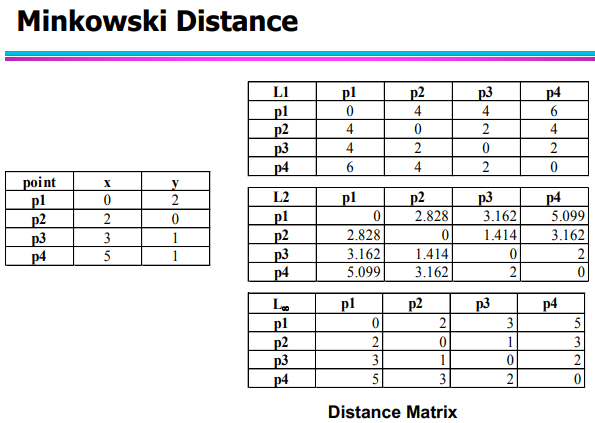 Minkowski Distance
point x y
p1 0 2
p2 2 0
p3 3 1
p4 5 1
L1 p1 p2 p3 p4
p1 0 4 4 6
p2 4 0 2 4
p3 4 2 0 2
p4 6 4 2 0
L2 p1 p2 p3 p4
p1 0 2.828 3.162 5.099
p2 2.828 0 1.414 3.162
p3 3.162 1.414 0 2
p4 5.099 3.162 2 0
L∞ p1 p2 p3 p4
p1 0 2 3 5
p2 2 0 1 3
p3 3 1 0 2
p4 5 3 2 0
Distance Matrix